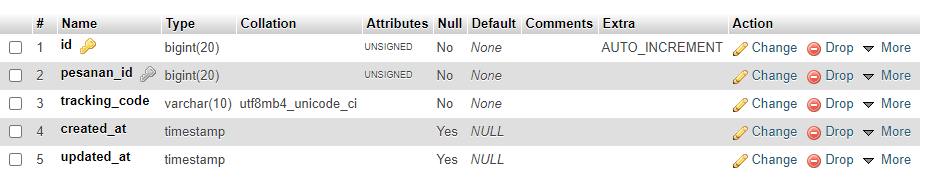 # Name Type Collation Attributes Null Default Comments Extra Action
1 id bigint(20) UNSIGNED No None AUTO_INCREMENT Change Drop More
2 pesanan_id bigint(20) UNSIGNED No None Change Drop More
3 tracking_code varchar(10) utf8mb4_unicode_ci No None Change Drop More
4 created_at timestamp Yes NULL Change Drop More
5 updated_at timestamp Yes NULL Change Drop More